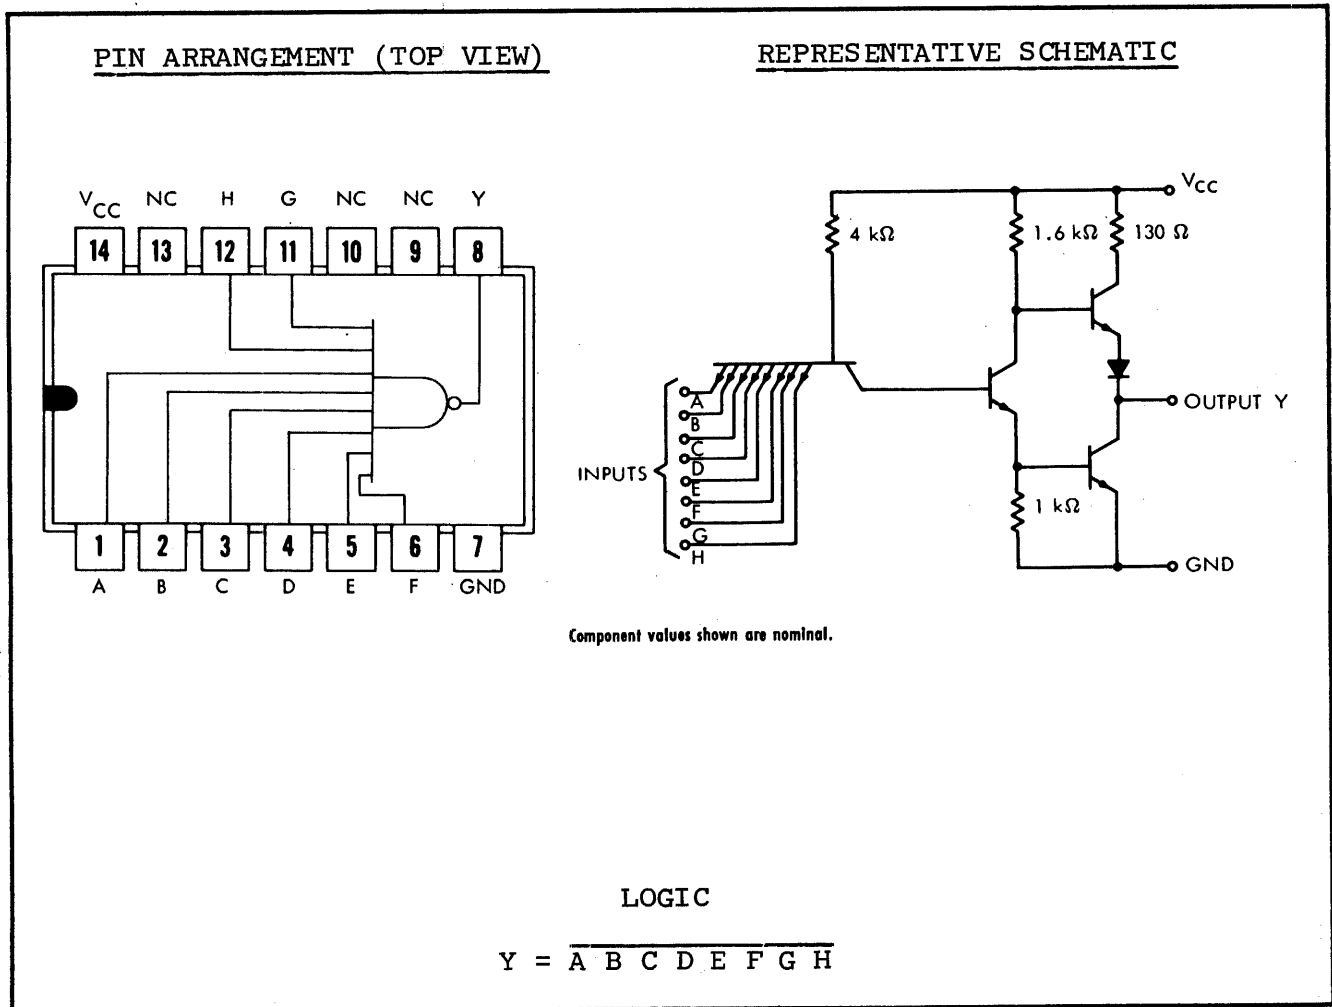 PIN ARRANGEMENT (TOP VIEW)
REPRESENTATIVE SCHEMATIC
VCC NC H G NC NC Y
14 13 12 11 10 9 8
1 2 3 4 5 6 7
A B C D E F GND
VCC
4 kΩ
1.6 kΩ
130 Ω
INPUTS
A
B
C
D
E
F
G
H
OUTPUT Y
1 kΩ
GND
Component values shown are nominal.
LOGIC
Y = A B C D E F G H